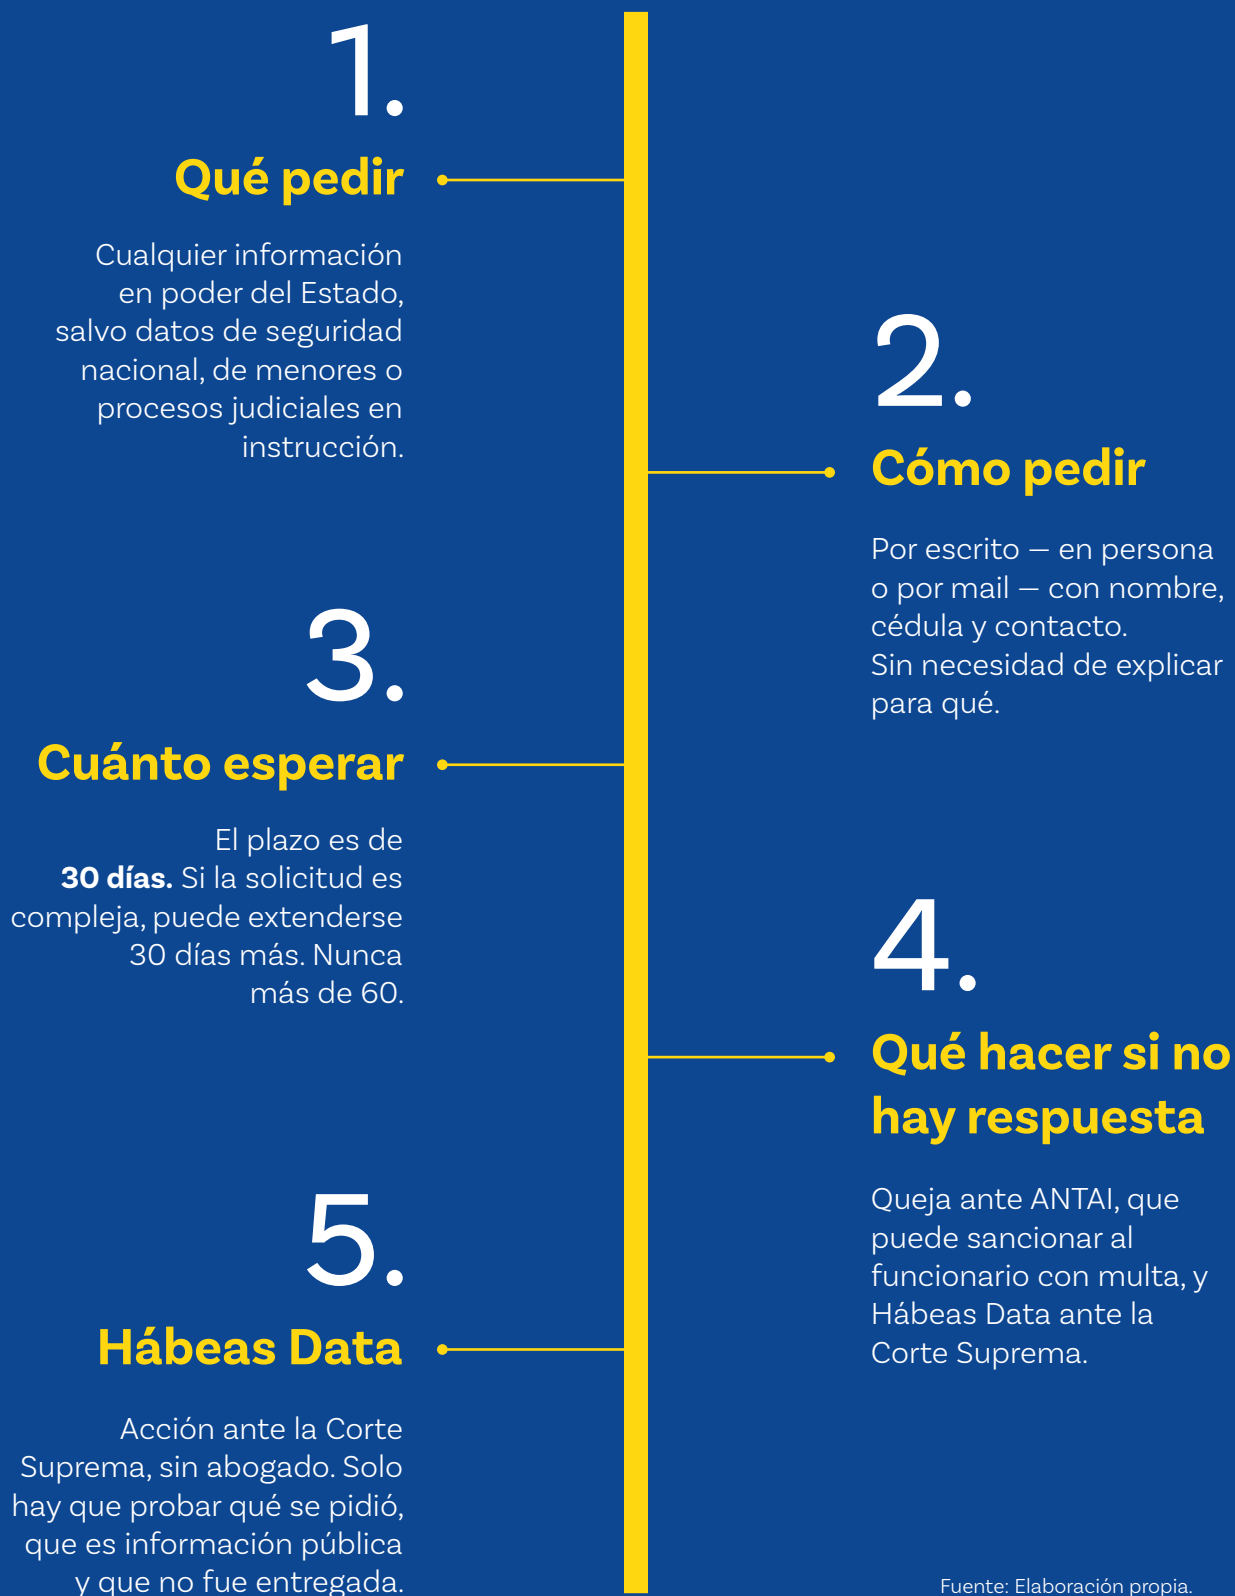 1.
Qué pedir
Cualquier información
en poder del Estado,
salvo datos de seguridad
nacional, de menores o
procesos judiciales en
instrucción.
2.
Cómo pedir
Por escrito — en persona
o por mail — con nombre,
cédula y contacto.
Sin necesidad de explicar
para qué.
3.
Cuánto esperar
El plazo es de
30 días. Si la solicitud es
compleja, puede extenderse
30 días más. Nunca
más de 60.
4.
Qué hacer si no
hay respuesta
Queja ante ANTAI, que
puede sancionar al
funcionario con multa, y
Hábeas Data ante la
Corte Suprema.
5.
Hábeas Data
Acción ante la Corte
Suprema, sin abogado. Solo
hay que probar qué se pidió,
que es información pública
y que no fue entregada.
Fuente: Elaboración propia.